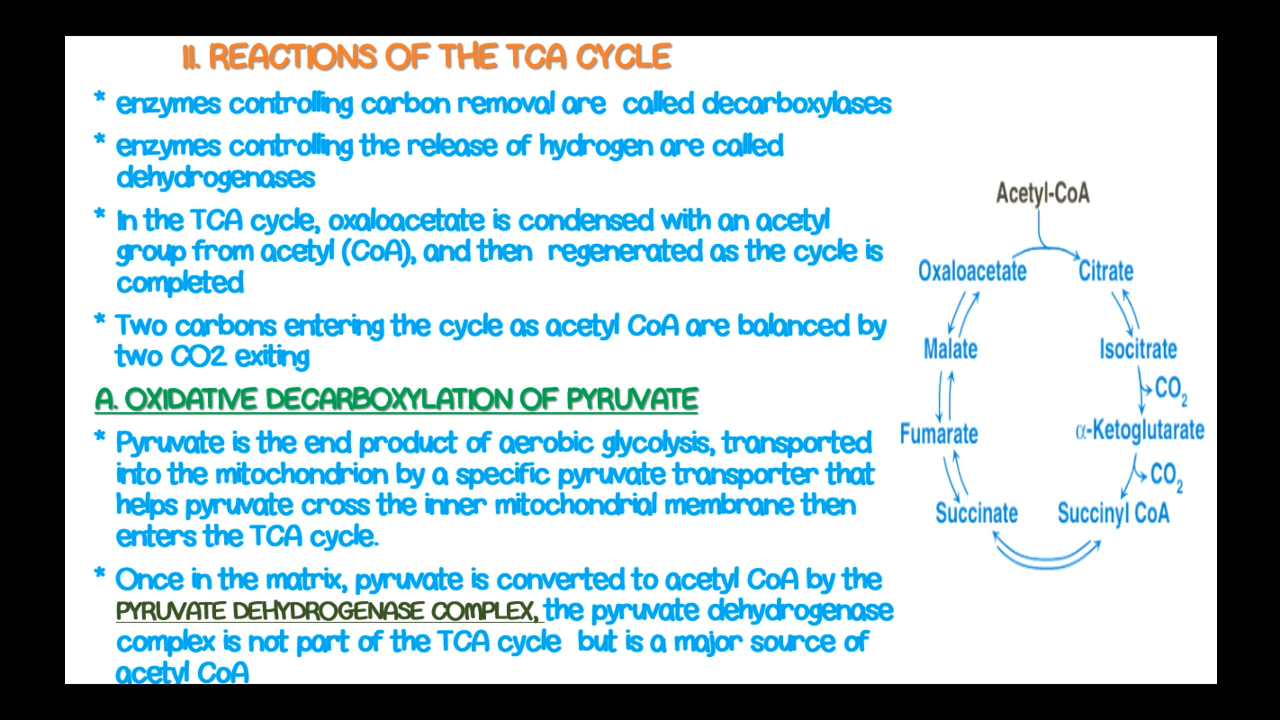 II. REACTIONS OF THE TCA CYCLE
* enzymes controlling carbon removal are called decarboxylases
* enzymes controlling the release of hydrogen are called
dehydrogenases
* In the TCA cycle, oxaloacetate is condensed with an acetyl
group from acetyl (CoA), and then regenerated as the cycle is
completed
* Two carbons entering the cycle as acetyl CoA are balanced by
two CO2 exiting
A. OXIDATIVE DECARBOXYLATION OF PYRUVATE
* Pyruvate is the end product of aerobic glycolysis, transported
into the mitochondrion by a specific pyruvate transporter that
helps pyruvate cross the inner mitochondrial membrane then
enters the TCA cycle.
* Once in the matrix, pyruvate is converted to acetyl CoA by the
PYRUVATE DEHYDROGENASE COMPLEX, the pyruvate dehydrogenase
complex is not part of the TCA cycle but is a major source of
acetyl CoA
Acetyl-CoA
Oxaloacetate Citrate
Malate Isocitrate
CO2
Fumarate α-Ketoglutarate
CO2
Succinate Succinyl CoA